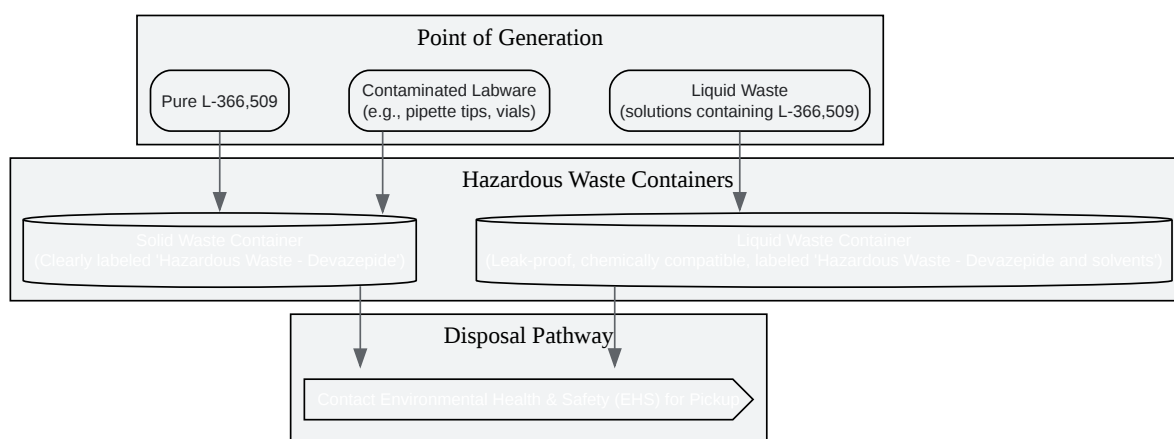 Point of Generation
Pure L-366,509
Contaminated Labware
(e.g., pipette tips, vials)
Liquid Waste
(solutions containing L-366,509)
Hazardous Waste Containers
Solid Waste Container
(Clearly labeled 'Hazardous Waste - Devazepide')
Liquid Waste Container
(Leak-proof, chemically compatible, labeled 'Hazardous Waste - Devazepide and solvents')
Disposal Pathway
Contact Environmental Health & Safety (EHS) for Pickup